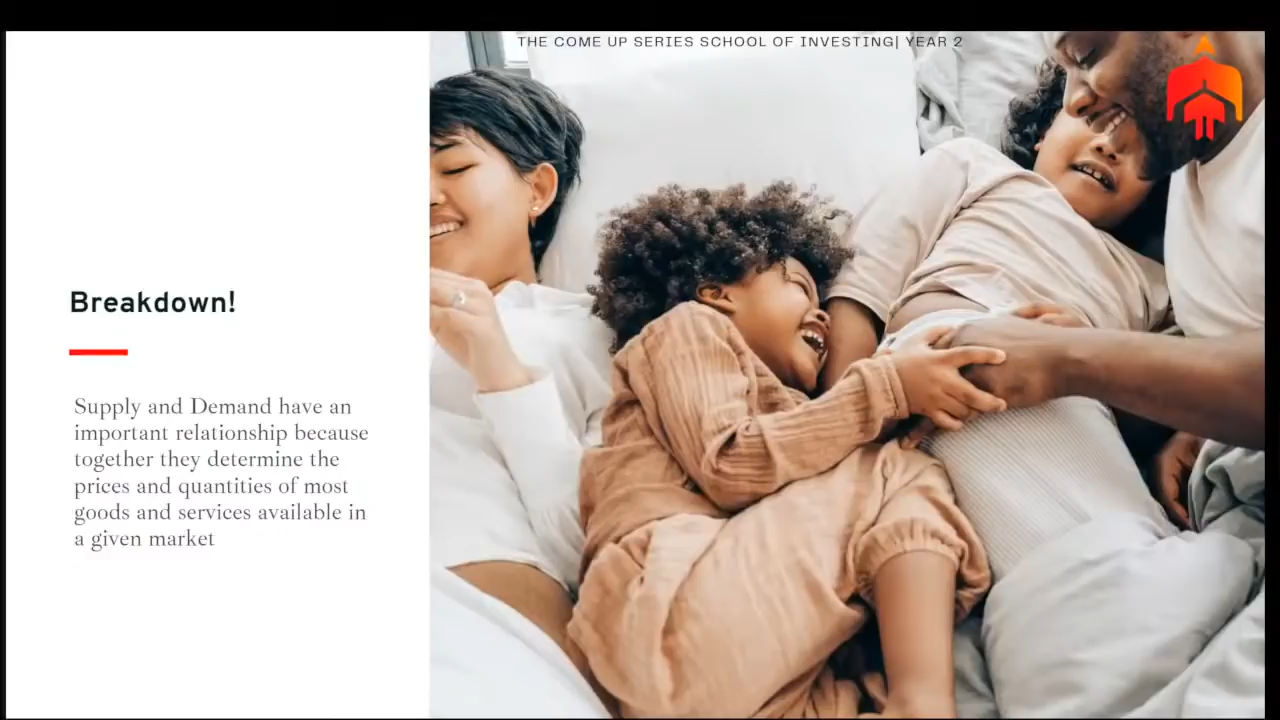 THE COME UP SERIES SCHOOL OF INVESTING| YEAR 2
Breakdown!
Supply and Demand have an
important relationship because
together they determine the
prices and quantities of most
goods and services available in
a given market